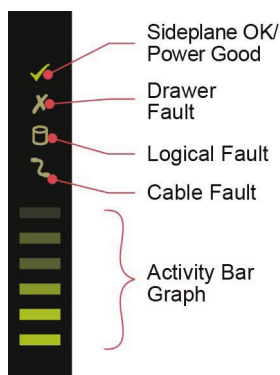 Sideplane OK/
Power Good
Drawer
Fault
Logical Fault
Cable Fault
Activity Bar
Graph